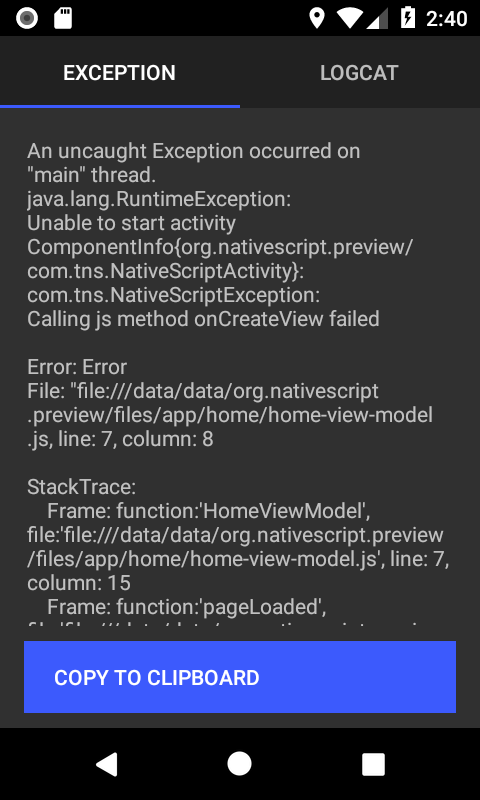 2:40
EXCEPTION
LOGCAT
An uncaught Exception occurred on
"main" thread.
java.lang.RuntimeException:
Unable to start activity
ComponentInfo{org.nativescript.preview/
com.tns.NativeScriptActivity}:
com.tns.NativeScriptException:
Calling js method onCreateView failed
Error: Error
File: "file:///data/data/org.nativescript
.preview/files/app/home/home-view-model
.js, line: 7, column: 8
StackTrace:
Frame: function:'HomeViewModel',
file:'file:///data/data/org.nativescript.preview
/files/app/home/home-view-model.js', line: 7,
column: 15
Frame: function:'pageLoaded',
COPY TO CLIPBOARD